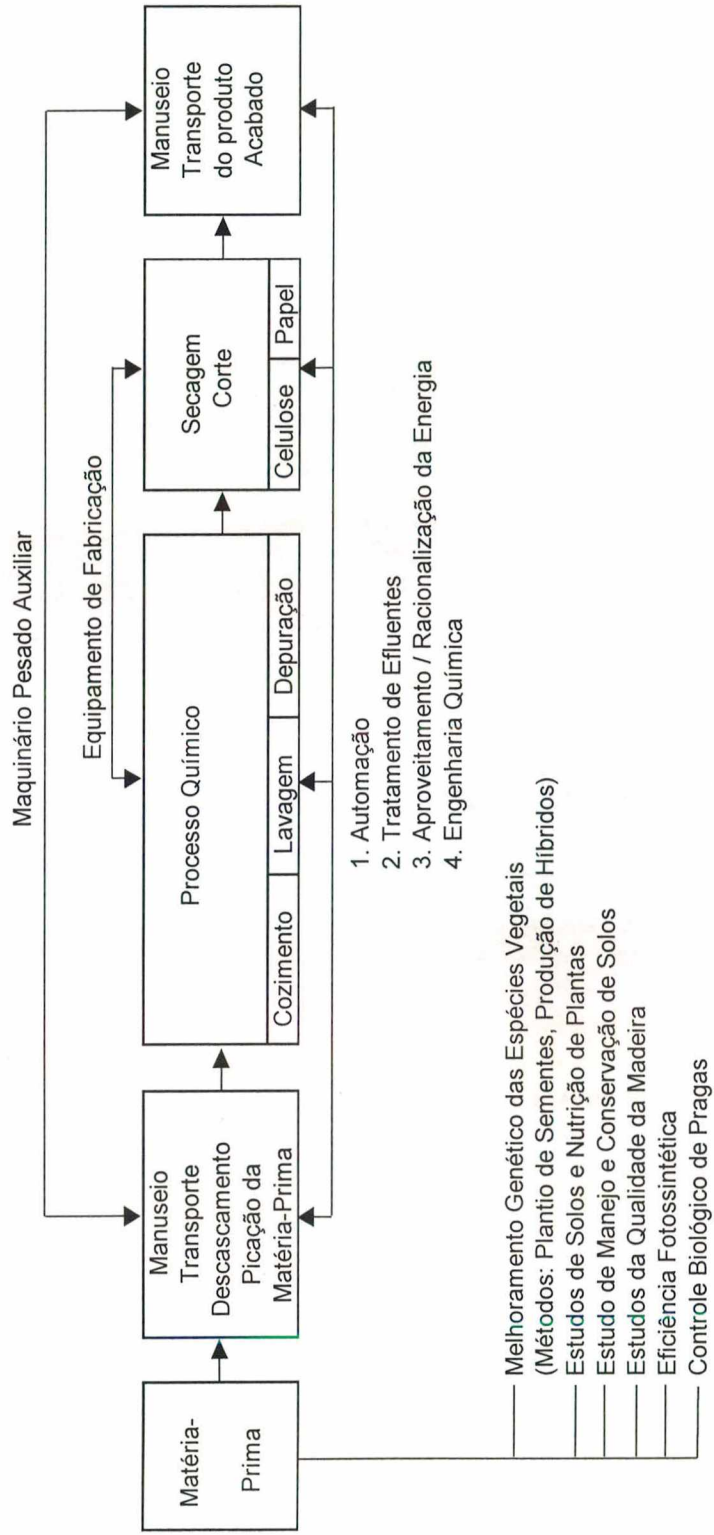 Maquinário Pesado Auxiliar
Equipamento de Fabricação
Matéria-
Prima
Manuseio
Transporte
Descascamento
Picação da
Matéria-Prima
Processo Químico
Cozimento
Lavagem
Depuração
Secagem
Corte
Celulose
Papel
Manuseio
Transporte
do produto
Acabado
1. Automação
2. Tratamento de Efluentes
3. Aproveitamento / Racionalização da Energia
4. Engenharia Química
Melhoramento Genético das Espécies Vegetais
(Métodos: Plantio de Sementes, Produção de Híbridos)
Estudos de Solos e Nutrição de Plantas
Estudo de Manejo e Conservação de Solos
Estudos da Qualidade da Madeira
Eficiência Fotossintética
Controle Biológico de Pragas